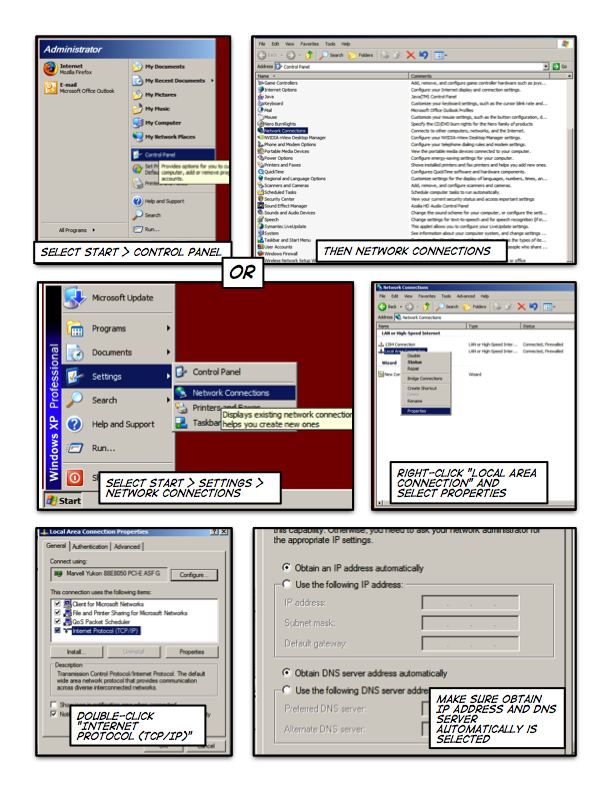 Administrator
Internet
Mozilla Firefox
E-mail
Microsoft Office Outlook
My Documents
My Recent Documents
My Pictures
My Music
My Computer
My Network Places
Control Panel
Provides options for you to
computer, add or remove
accounts.
Help and Support
Search
Run...
All Programs
SELECT START > CONTROL PANEL
File Edit View Favorites Tools Help
Back Search Folders
Address Control Panel Go
Name Comments
Game Controllers Add, remove, and configure game controller hardware such as joys...
Internet Options Configure your Internet display and connection settings.
Java Java(TM) Control Panel
Keyboard Customize your keyboard settings, such as the cursor blink rate and...
Mail Microsoft Office Outlook Profiles
Mouse Customize your mouse settings, such as the button configuration, d...
Nero BurnRights Specify the CD/DVD burn rights for the Nero family of products
Network Connections Connects to other computers, networks, and the Internet.
NVIDIA nView Desktop Manager Configure your NVIDIA nView Desktop Manager settings.
Phone and Modem Options Configure your telephone dialing rules and modem settings.
Portable Media Devices View the portable media devices connected to your computer.
Power Options Configure energy-saving settings for your computer.
Printers and Faxes Shows installed printers and fax printers and helps you add new ones.
QuickTime Configures QuickTime software and hardware components.
Regional and Language Options Customize settings for the display of languages, numbers, times, an...
Scanners and Cameras Add, remove, and configure scanners and cameras.
Scheduled Tasks Schedule computer tasks to run automatically.
Security Center View your current security status and access important settings
Sound Effect Manager Avance HD Audio Control Panel
Sounds and Audio Devices Change the sound scheme for your computer, or configure the setti...
Speech Change settings for text-to-speech and for speech recognition (if in...
Symantec LiveUpdate This applet allows you to configure your LiveUpdate settings.
System See information about your computer system, and change settings ...
Taskbar and Start Menu
User Accounts
Windows Firewall
Wireless Network Setup
THEN NETWORK CONNECTIONS
OR
Windows XP Professional
Microsoft Update
Programs
Documents
Settings
Search
Help and Support
Run...
Start
Control Panel
Network Connections
Printers and Faxes
Taskbar
Displays existing network connection
helps you create new ones
SELECT START > SETTINGS >
NETWORK CONNECTIONS
Network Connections
File Edit View Favorites Tools Advanced Help
Back Search Folders
Address Network Connections
Name Type Status
LAN or High-Speed Internet
1394 Connection LAN or High-Speed Inter... Connected, Firewalled
Local Area Connection LAN or High-Speed Inter... Connected, Firewalled
Wizard
New Con Wizard
Disable
Status
Repair
Bridge Connections
Create Shortcut
Delete
Rename
Properties
RIGHT-CLICK "LOCAL AREA
CONNECTION" AND
SELECT PROPERTIES
Local Area Connection Properties
General Authentication Advanced
Connect using:
Marvell Yukon 88E8050 PCI-E ASF G Configure...
This connection uses the following items:
Client for Microsoft Networks
File and Printer Sharing for Microsoft Networks
QoS Packet Scheduler
Internet Protocol (TCP/IP)
Install... Uninstall Properties
Description
Transmission Control Protocol/Internet Protocol. The default
wide area network protocol that provides communication
across diverse interconnected networks.
DOUBLE-CLICK
"INTERNET
PROTOCOL (TCP/IP)"
this capability. Otherwise, you need to ask your network administrator for
the appropriate IP settings.
Obtain an IP address automatically
Use the following IP address:
IP address:
Subnet mask:
Default gateway:
Obtain DNS server address automatically
Use the following DNS server addre
Preferred DNS server:
Alternate DNS server:
MAKE SURE OBTAIN
IP ADDRESS AND DNS
SERVER
AUTOMATICALLY IS
SELECTED